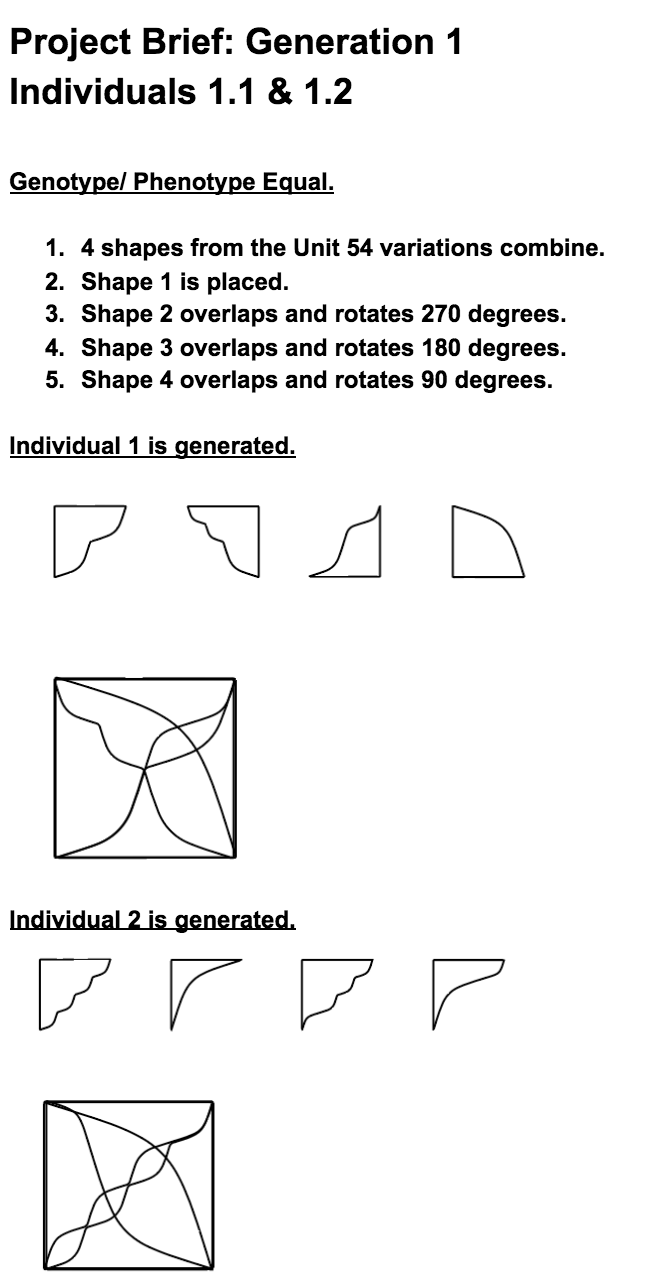 Project Brief: Generation 1
Individuals 1.1 & 1.2
Genotype/ Phenotype Equal.
1. 4 shapes from the Unit 54 variations combine.
2. Shape 1 is placed.
3. Shape 2 overlaps and rotates 270 degrees.
4. Shape 3 overlaps and rotates 180 degrees.
5. Shape 4 overlaps and rotates 90 degrees.
Individual 1 is generated.
Individual 2 is generated.